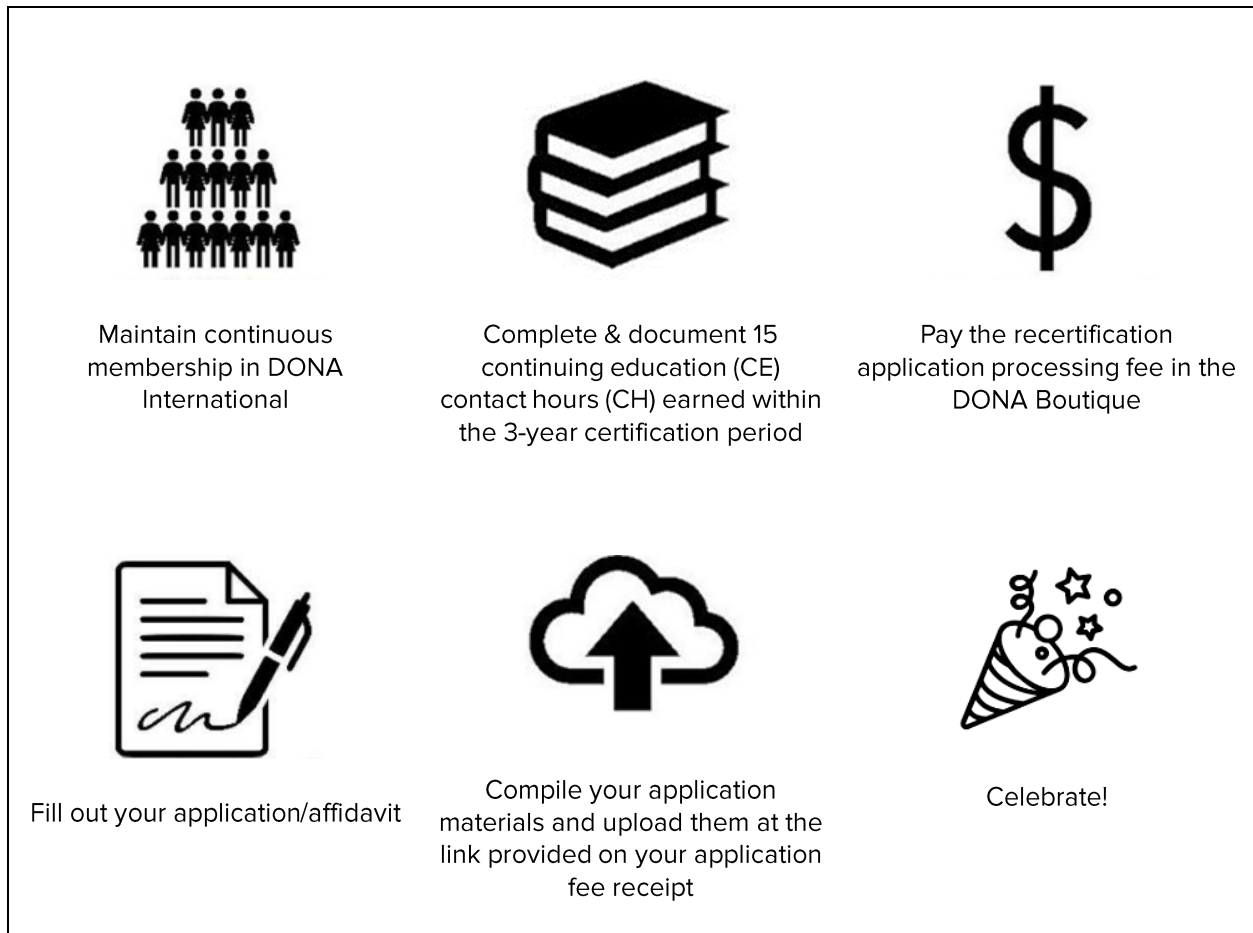 Maintain continuous
membership in DONA
International
Complete & document 15
continuing education (CE)
contact hours (CH) earned within
the 3-year certification period
Pay the recertification
application processing fee in the
DONA Boutique
Fill out your application/affidavit
Compile your application
materials and upload them at the
link provided on your application
fee receipt
Celebrate!